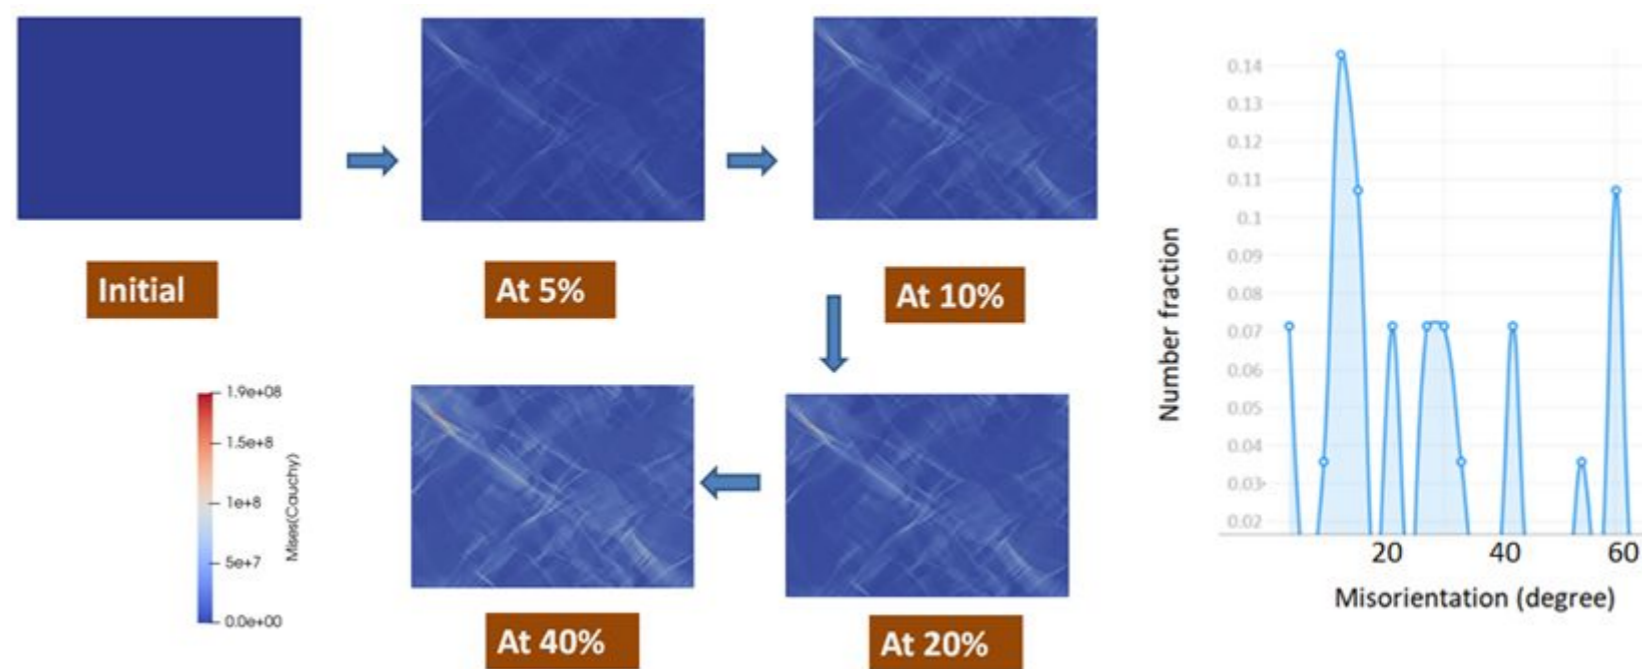 Initial
At 5%
At 10%
At 40%
At 20%
1.9e+08
1.5e+8
1e+8
5e+7
0.0e+00
Mises(Cauchy)
0.14
0.13
0.12
0.11
0.1
0.09
0.08
0.07
0.06
0.05
0.04
0.03
0.02
Number fraction
20 40 60
Misorientation (degree)